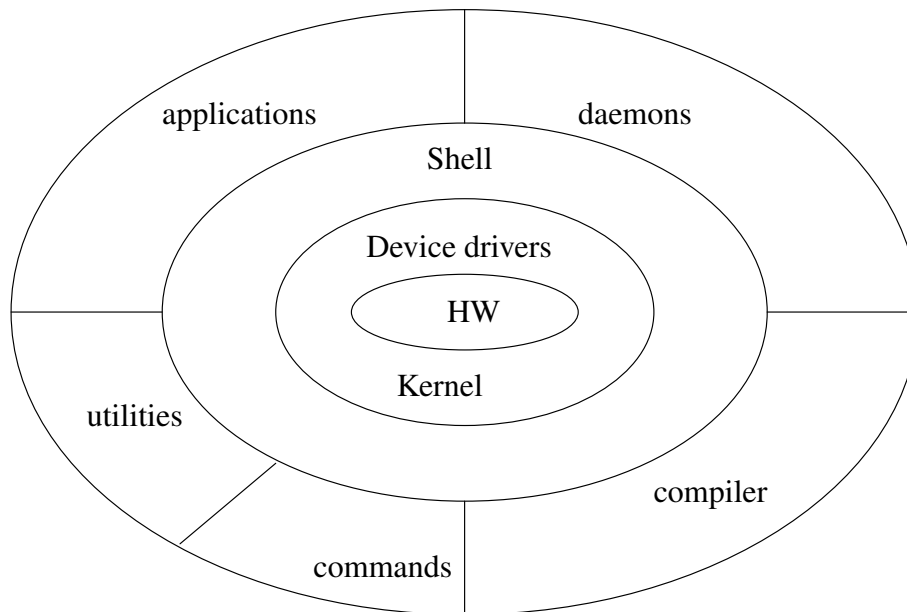 applications
daemons
Shell
Device drivers
HW
Kernel
utilities
compiler
commands